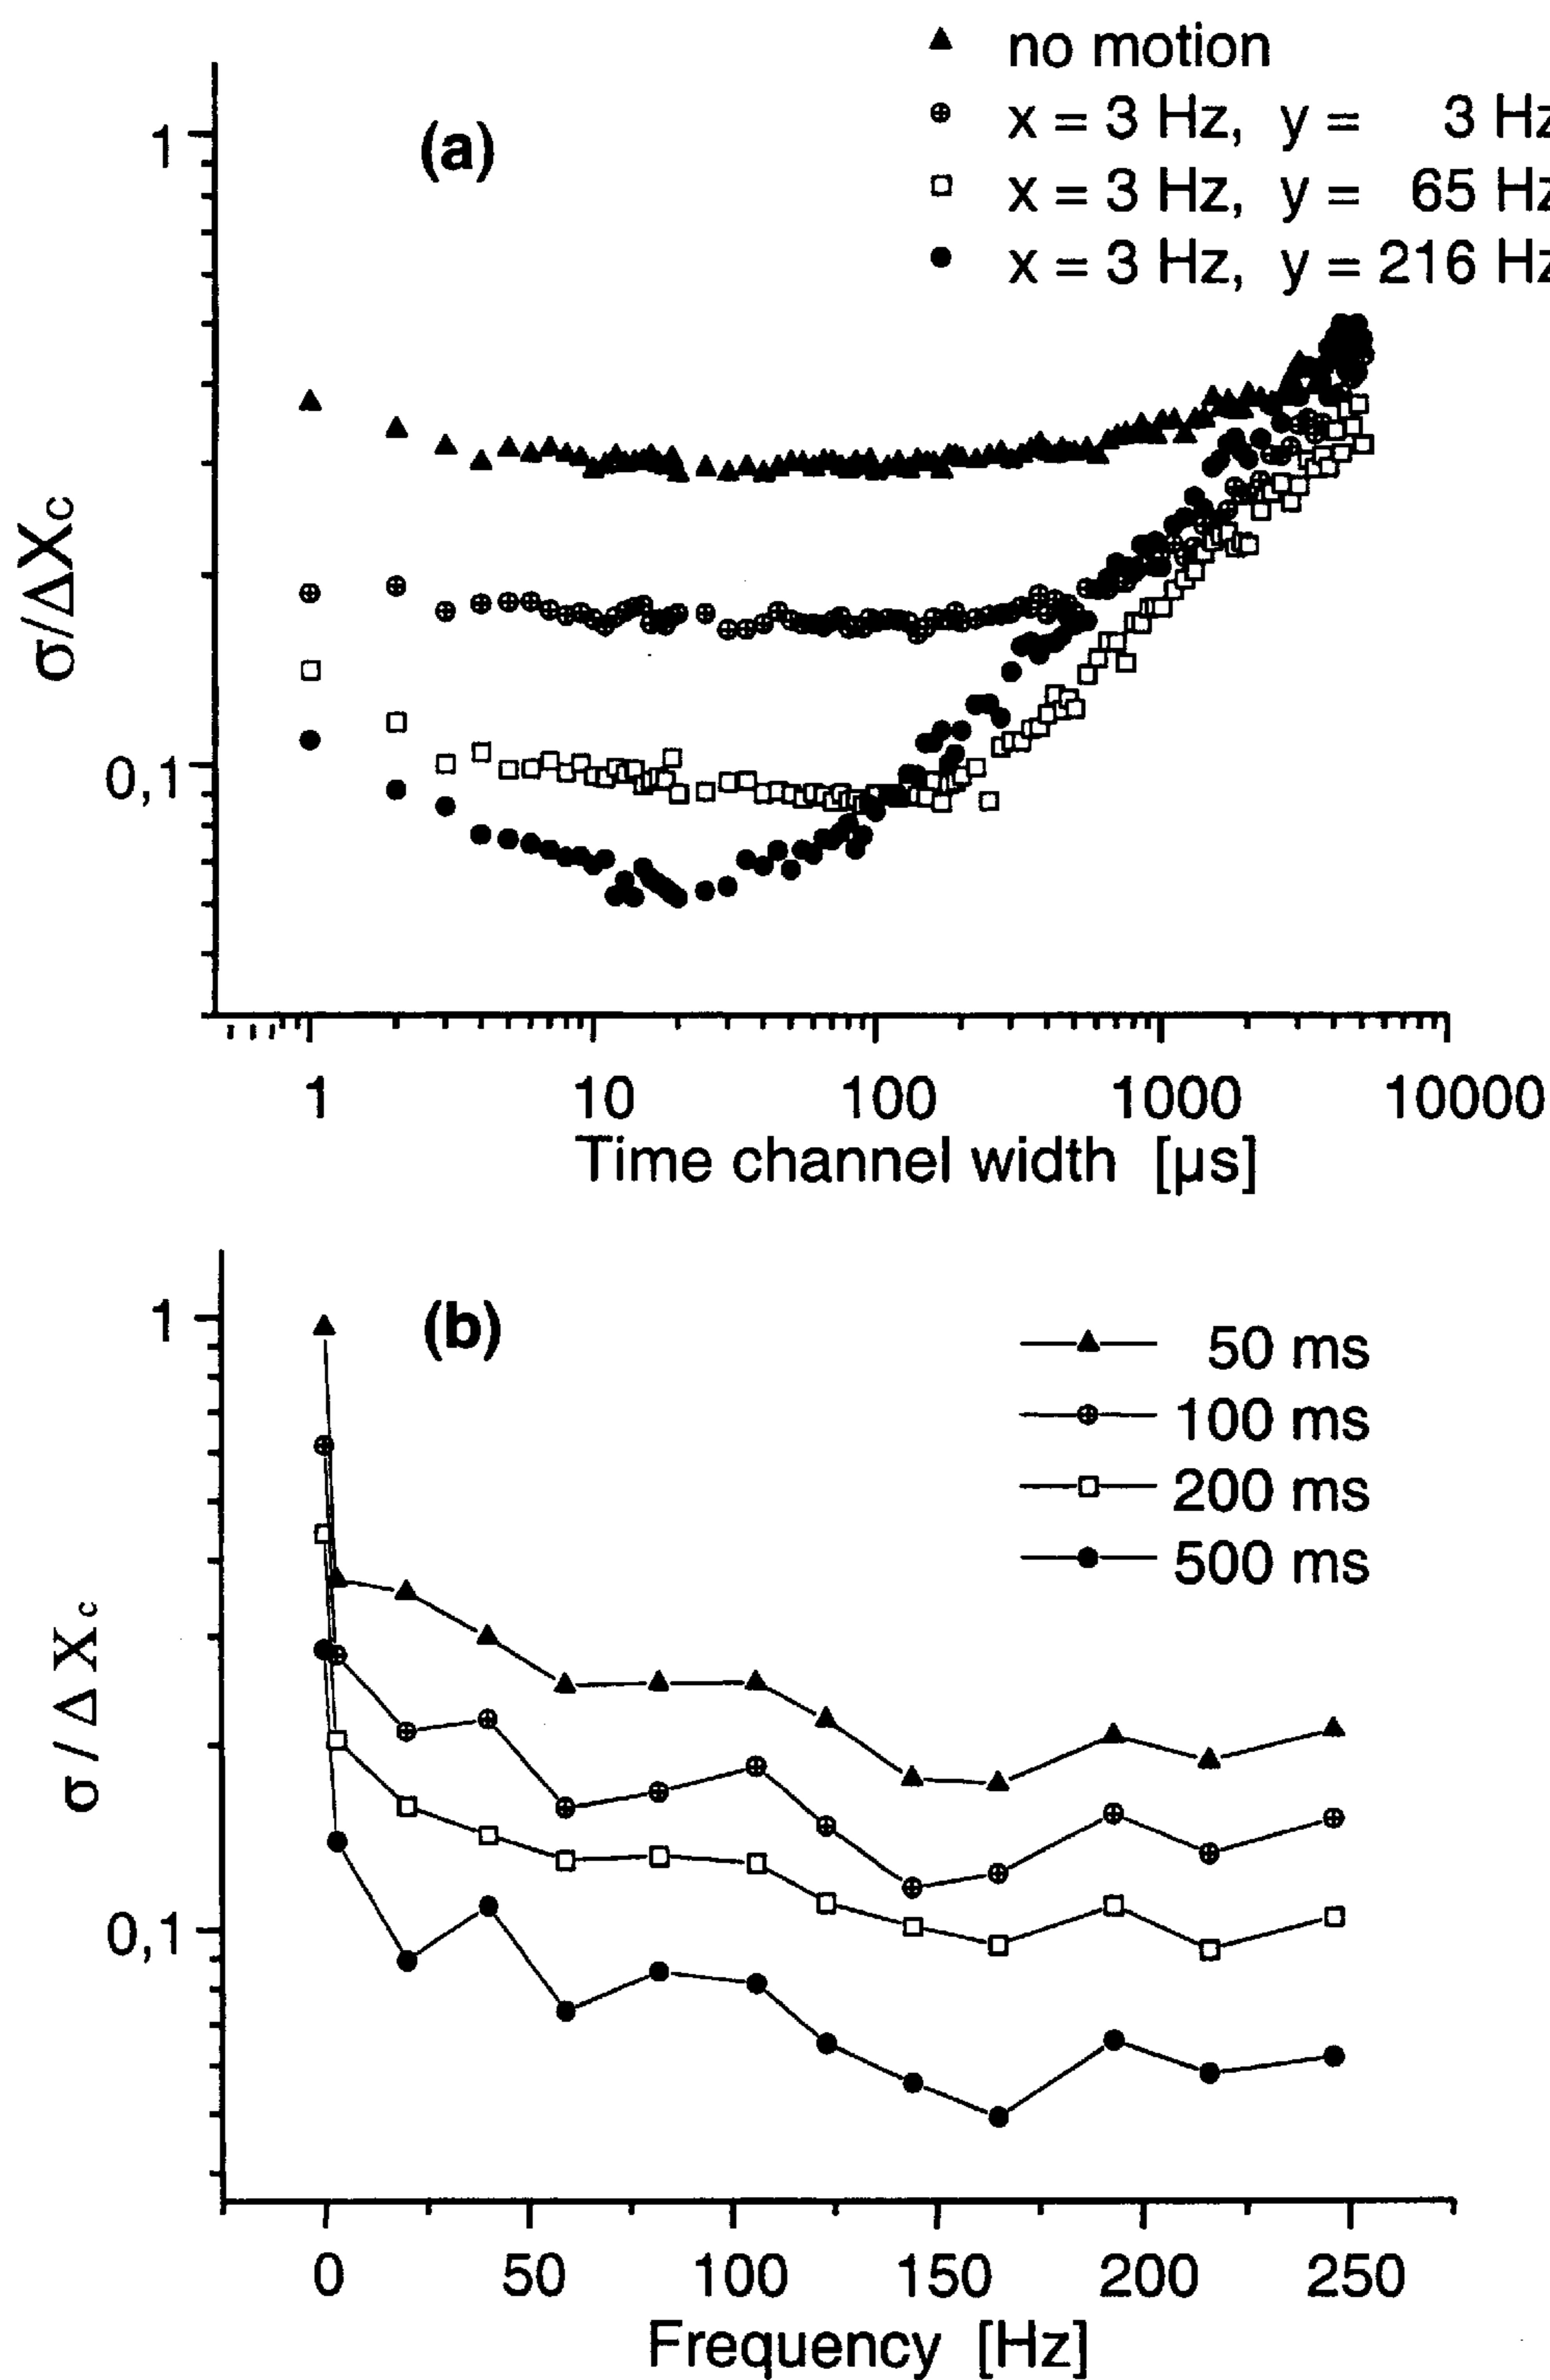 no motion
x = 3 Hz, y = 3 Hz
x = 3 Hz, y = 65 Hz
x = 3 Hz, y = 216 Hz
(a)
1
0,1
σ/ΔXc
1 10 100 1000 10000
Time channel width [µs]
(b)
50 ms
100 ms
200 ms
500 ms
1
0,1
σ/ΔXc
0 50 100 150 200 250
Frequency [Hz]